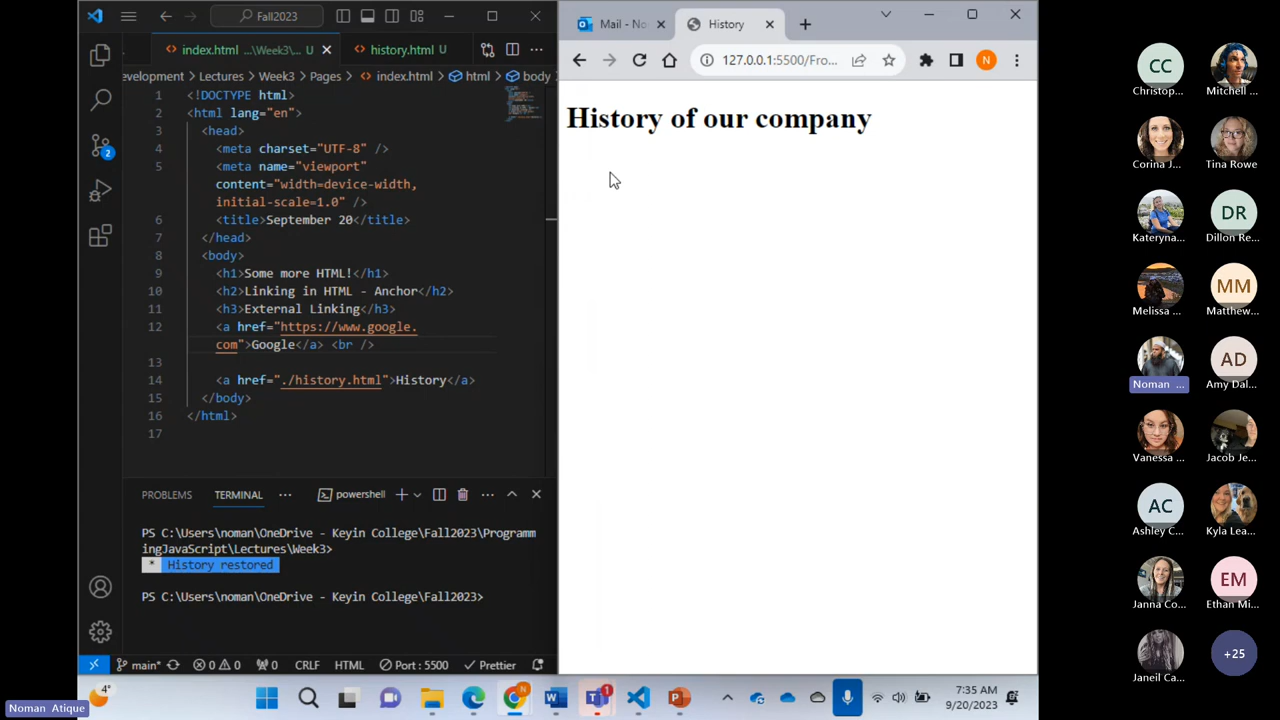 Fall2023
index.html ...\Week3\... U
history.html U
evelopment > Lectures > Week3 > Pages > index.html > html > body
1 <!DOCTYPE html>
2 <html lang="en">
3 <head>
4 <meta charset="UTF-8" />
5 <meta name="viewport"
content="width=device-width,
initial-scale=1.0" />
6 <title>September 20</title>
7 </head>
8 <body>
9 <h1>Some more HTML!</h1>
10 <h2>Linking in HTML - Anchor</h2>
11 <h3>External Linking</h3>
12 <a href="https://www.google.
com">Google</a> <br />
13
14 <a href="./history.html">History</a>
15 </body>
16 </html>
17
2
PROBLEMS TERMINAL ... powershell
PS C:\Users\noman\OneDrive - Keyin College\Fall2023\Programm
ingJavaScript\Lectures\Week3>
* History restored
PS C:\Users\noman\OneDrive - Keyin College\Fall2023>
main* 0 0 0 CRLF HTML Port : 5500 Prettier
Mail - No
History
127.0.0.1:5500/Fro...
N
History of our company
CC
Christop...
Mitchell ...
Corina J...
Tina Rowe
Kateryna...
DR
Dillon Re...
Melissa ...
MM
Matthew...
Noman ...
AD
Amy Dal...
Vanessa ...
Jacob Je...
AC
Ashley C...
Kyla Lea...
Janna Co...
EM
Ethan Mi...
Janeil Ca...
+25
4°
1
7:35 AM
9/20/2023
Noman Atique